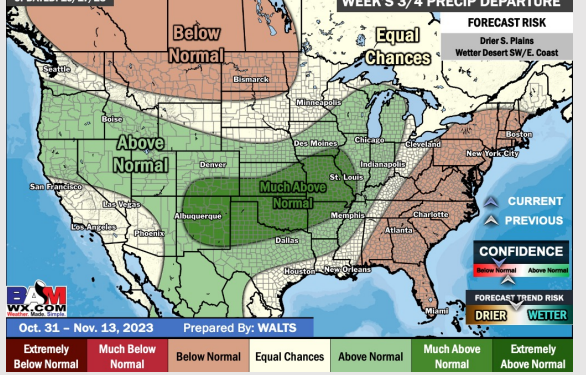 WEEK'S 3/4 PRECIP DEPARTURE
FORECAST RISK
Drier S. Plains
Wetter Desert SW/E. Coast
Below
Normal
Equal
Chances
Seattle
Bismarck
Minneapolis
Boise
Above
Normal
Des Moines
Chicago
Cleveland
Boston
New York City
Denver
Indianapolis
San Francisco
Much Above
Normal
St. Louis
Las Vegas
Albuquerque
Memphis
Charlotte
Los Angeles
Phoenix
Atlanta
Dallas
Houston
New Orleans
Miami
CURRENT
PREVIOUS
CONFIDENCE
Below Normal
Above Normal
FORECAST TREND RISK
DRIER
WETTER
BAM
WX.COM
Weather. Made. Simple.
Oct. 31 – Nov. 13, 2023
Prepared By: WALTS
Extremely
Below Normal
Much Below
Normal
Below Normal
Equal Chances
Above Normal
Much Above
Normal
Extremely
Above Normal